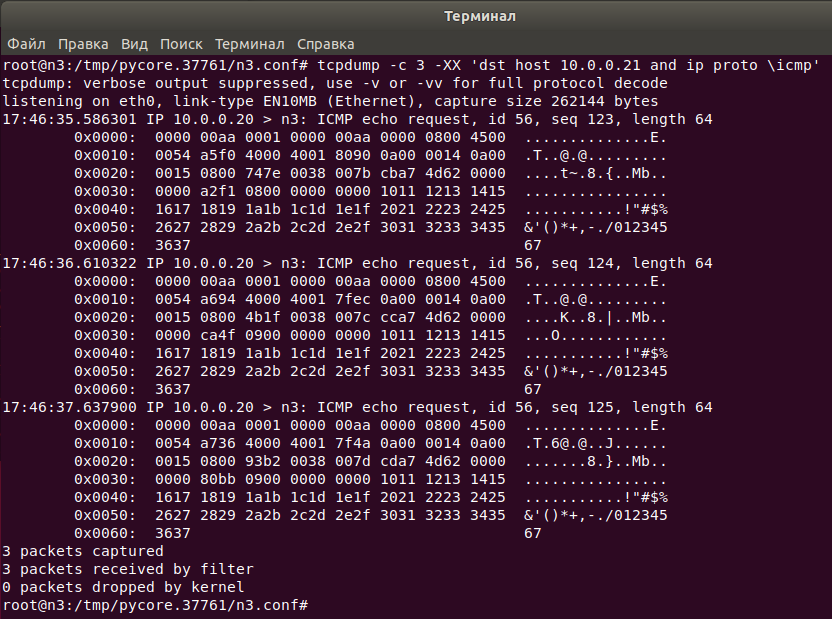 Терминал
Файл Правка Вид Поиск Терминал Справка
root@n3:/tmp/pycore.37761/n3.conf# tcpdump -c 3 -XX 'dst host 10.0.0.21 and ip proto \icmp'
tcpdump: verbose output suppressed, use -v or -vv for full protocol decode
listening on eth0, link-type EN10MB (Ethernet), capture size 262144 bytes
17:46:35.586301 IP 10.0.0.20 > n3: ICMP echo request, id 56, seq 123, length 64
0x0000:  0000 00aa 0001 0000 00aa 0000 0800 4500  ..............E.
0x0010:  0054 a5f0 4000 4001 8090 0a00 0014 0a00  .T..@.@.........
0x0020:  0015 0800 747e 0038 007b cba7 4d62 0000  ....t~.8.{..Mb..
0x0030:  0000 a2f1 0800 0000 0000 1011 1213 1415  ................
0x0040:  1617 1819 1a1b 1c1d 1e1f 2021 2223 2425  ...........!"#$%
0x0050:  2627 2829 2a2b 2c2d 2e2f 3031 3233 3435  &'()*+,-./012345
0x0060:  3637                                     67
17:46:36.610322 IP 10.0.0.20 > n3: ICMP echo request, id 56, seq 124, length 64
0x0000:  0000 00aa 0001 0000 00aa 0000 0800 4500  ..............E.
0x0010:  0054 a694 4000 4001 7fec 0a00 0014 0a00  .T..@.@.........
0x0020:  0015 0800 4b1f 0038 007c cca7 4d62 0000  ....K..8.|..Mb..
0x0030:  0000 ca4f 0900 0000 0000 1011 1213 1415  ...O............
0x0040:  1617 1819 1a1b 1c1d 1e1f 2021 2223 2425  ...........!"#$%
0x0050:  2627 2829 2a2b 2c2d 2e2f 3031 3233 3435  &'()*+,-./012345
0x0060:  3637                                     67
17:46:37.637900 IP 10.0.0.20 > n3: ICMP echo request, id 56, seq 125, length 64
0x0000:  0000 00aa 0001 0000 00aa 0000 0800 4500  ..............E.
0x0010:  0054 a736 4000 4001 7f4a 0a00 0014 0a00  .T.6@.@..J......
0x0020:  0015 0800 93b2 0038 007d cda7 4d62 0000  .......8.}..Mb..
0x0030:  0000 80bb 0900 0000 0000 1011 1213 1415  ................
0x0040:  1617 1819 1a1b 1c1d 1e1f 2021 2223 2425  ...........!"#$%
0x0050:  2627 2829 2a2b 2c2d 2e2f 3031 3233 3435  &'()*+,-./012345
0x0060:  3637                                     67
3 packets captured
3 packets received by filter
0 packets dropped by kernel
root@n3:/tmp/pycore.37761/n3.conf#